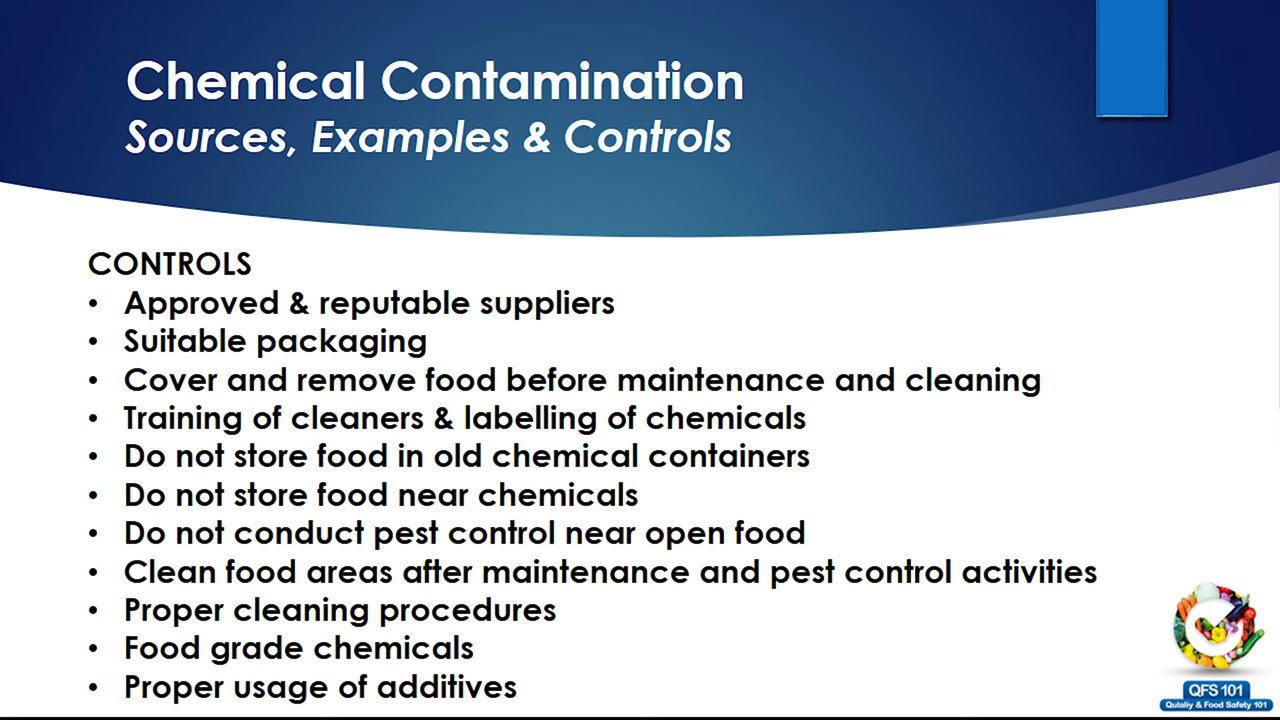 Chemical Contamination
Sources, Examples & Controls
CONTROLS
• Approved & reputable suppliers
• Suitable packaging
• Cover and remove food before maintenance and cleaning
• Training of cleaners & labelling of chemicals
• Do not store food in old chemical containers
• Do not store food near chemicals
• Do not conduct pest control near open food
• Clean food areas after maintenance and pest control activities
• Proper cleaning procedures
• Food grade chemicals
• Proper usage of additives
QFS 101
Qulaliy & Food Safety 101